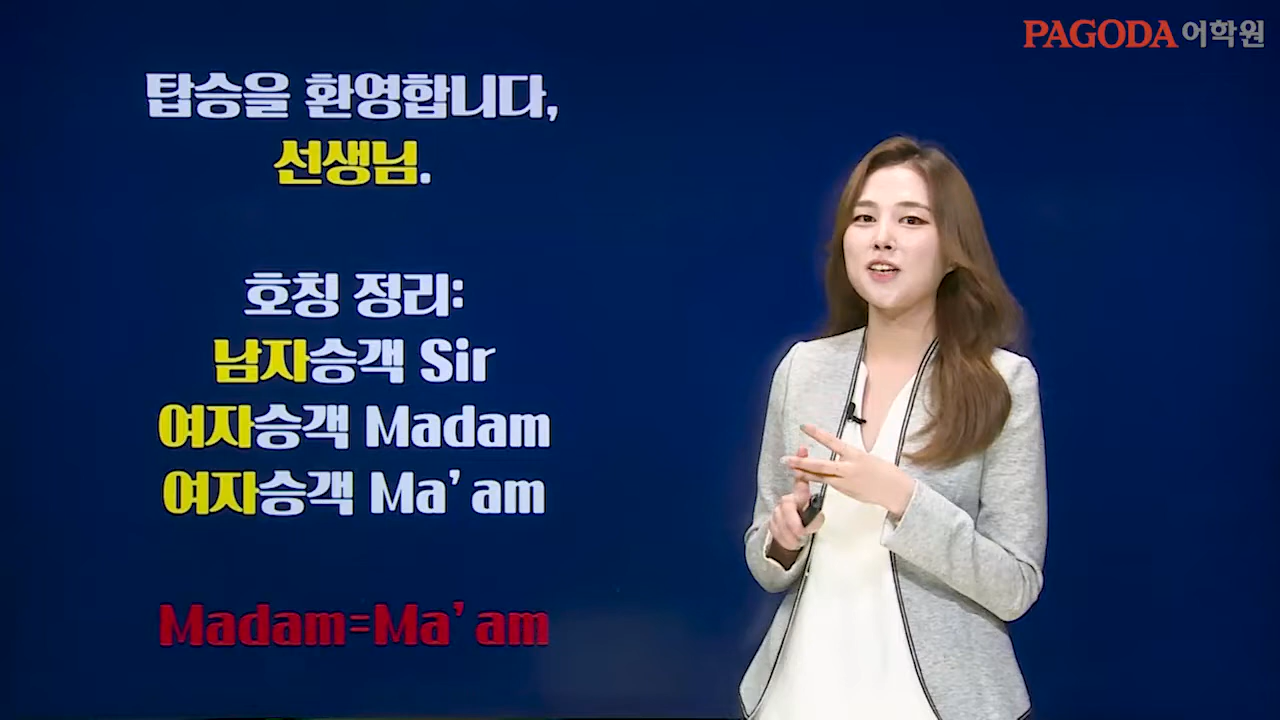 PAGODA어학원
탑승을 환영합니다,
선생님.
호칭 정리:
남자승객 Sir
여자승객 Madam
여자승객 Ma’am
Madam=Ma’am